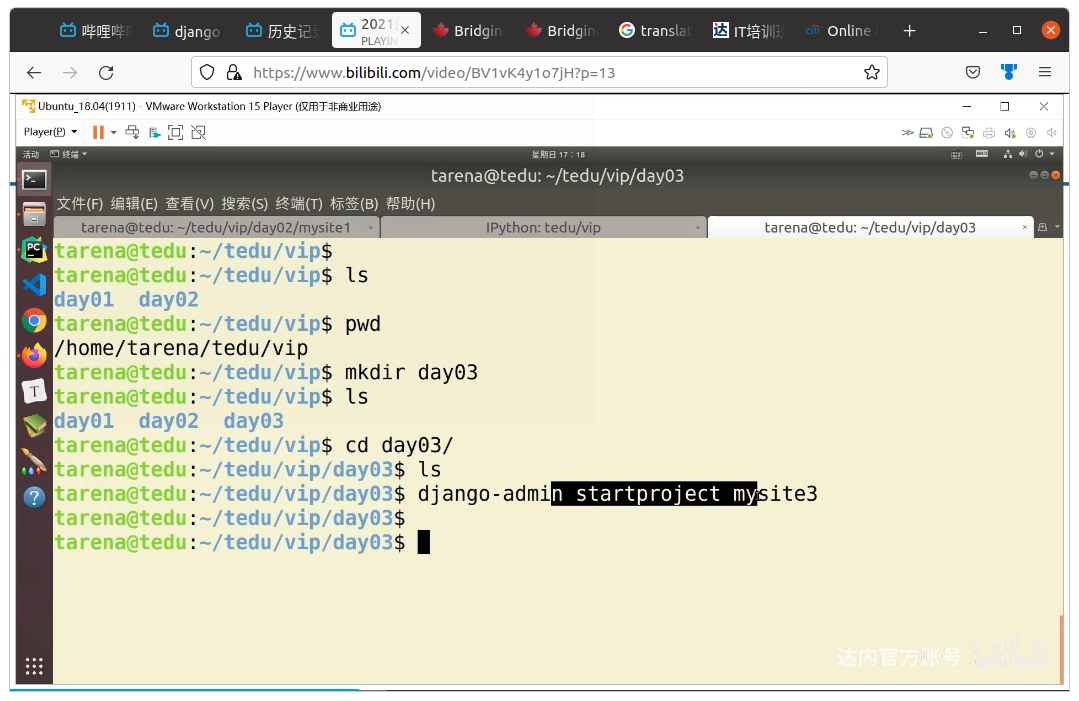 哔哩哔
django
历史记
2021
PLAYIN
Bridgin
Bridgin
translat
IT培训班
Online
https://www.bilibili.com/video/BV1vK4y1o7jH?p=13
Ubuntu_18.04(1911) - VMware Workstation 15 Player (仅用于非商业用途)
Player(P)
活动 终端 星期日 17：18
tarena@tedu: ~/tedu/vip/day03
文件(F) 编辑(E) 查看(V) 搜索(S) 终端(T) 标签(B) 帮助(H)
tarena@tedu: ~/tedu/vip/day02/mysite1 IPython: tedu/vip tarena@tedu: ~/tedu/vip/day03
tarena@tedu:~/tedu/vip$
tarena@tedu:~/tedu/vip$ ls
day01 day02
tarena@tedu:~/tedu/vip$ pwd
/home/tarena/tedu/vip
tarena@tedu:~/tedu/vip$ mkdir day03
tarena@tedu:~/tedu/vip$ ls
day01 day02 day03
tarena@tedu:~/tedu/vip$ cd day03/
tarena@tedu:~/tedu/vip/day03$ ls
tarena@tedu:~/tedu/vip/day03$ django-admin startproject mysite3
tarena@tedu:~/tedu/vip/day03$
tarena@tedu:~/tedu/vip/day03$
达内官方账号